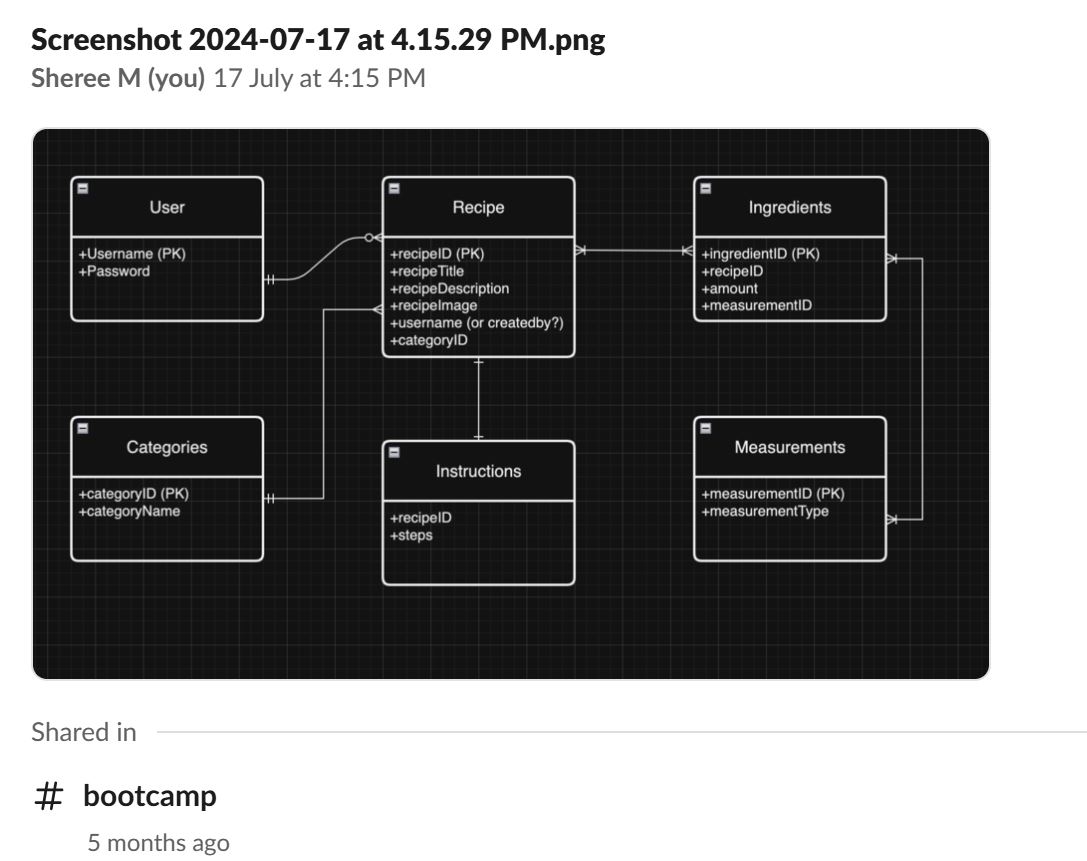 Screenshot 2024-07-17 at 4.15.29 PM.png
Sheree M (you) 17 July at 4:15 PM
User
+Username (PK)
+Password
Recipe
+recipeID (PK)
+recipeTitle
+recipeDescription
+recipeImage
+username (or createdby?)
+categoryID
Ingredients
+ingredientID (PK)
+recipeID
+amount
+measurementID
Categories
+categoryID (PK)
+categoryName
Instructions
+recipeID
+steps
Measurements
+measurementID (PK)
+measurementType
Shared in
# bootcamp
5 months ago